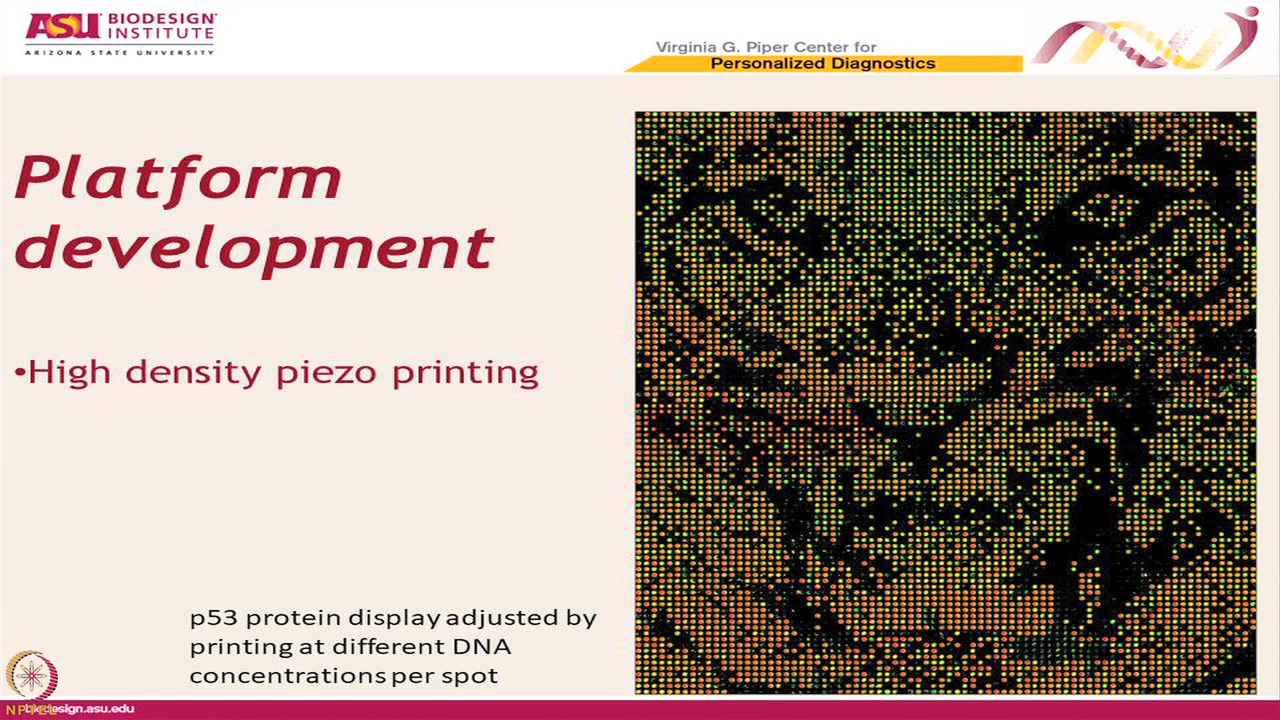 ASU BIODESIGN
INSTITUTE
ARIZONA STATE UNIVERSITY
Virginia G. Piper Center for
Personalized Diagnostics
Platform
development
•High density piezo printing
p53 protein display adjusted by
printing at different DNA
concentrations per spot
NPTEL
biodesign.asu.edu